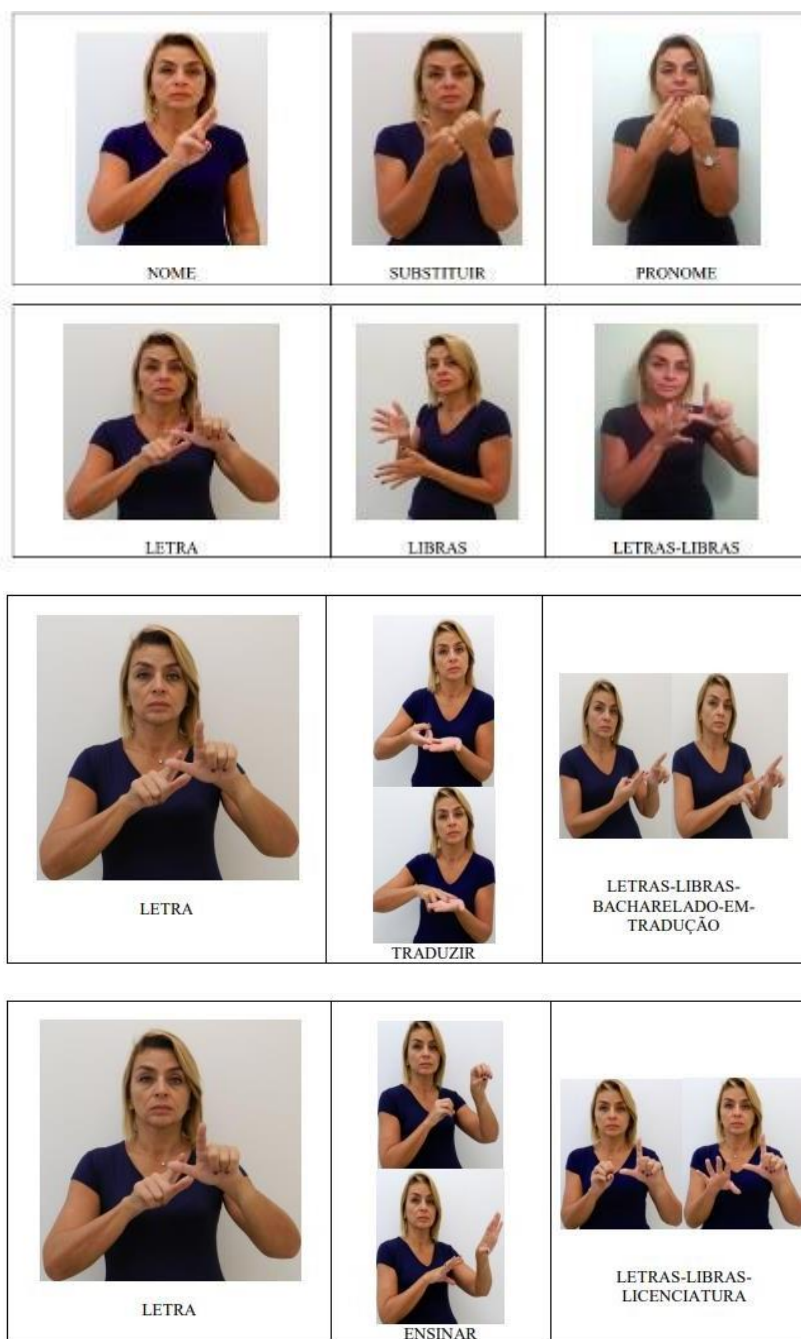 NOME
SUBSTITUIR
PRONOME
LETRA
LIBRAS
LETRAS-LIBRAS
LETRA
TRADUZIR
LETRAS-LIBRAS-
BACHARELADO-EM-
TRADUÇÃO
LETRA
ENSINAR
LETRAS-LIBRAS-
LICENCIATURA